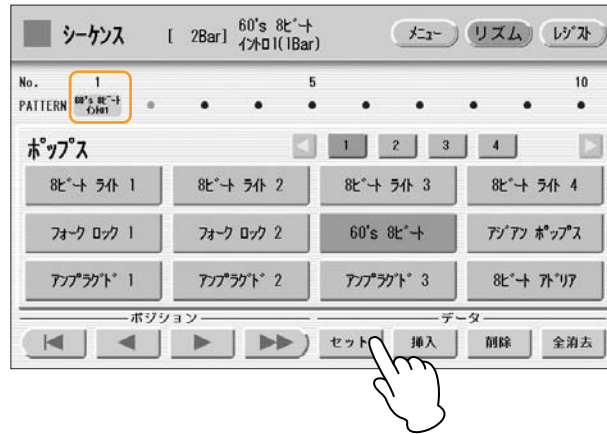 シーケンス [ 2Bar] 60's 8ビート イントロ1(1Bar) メニュー リズム レジスト
No. 1 5 10
PATTERN 60's 8ビート イントロ1
ポップス 1 2 3 4
8ビート ライト 1 8ビート ライト 2 8ビート ライト 3 8ビート ライト 4
フォーク ロック 1 フォーク ロック 2 60's 8ビート アジアン ポップス
アンプラグド 1 アンプラグド 2 アンプラグド 3 8ビート アドリア
ポジション データ
セット 挿入 削除 全消去